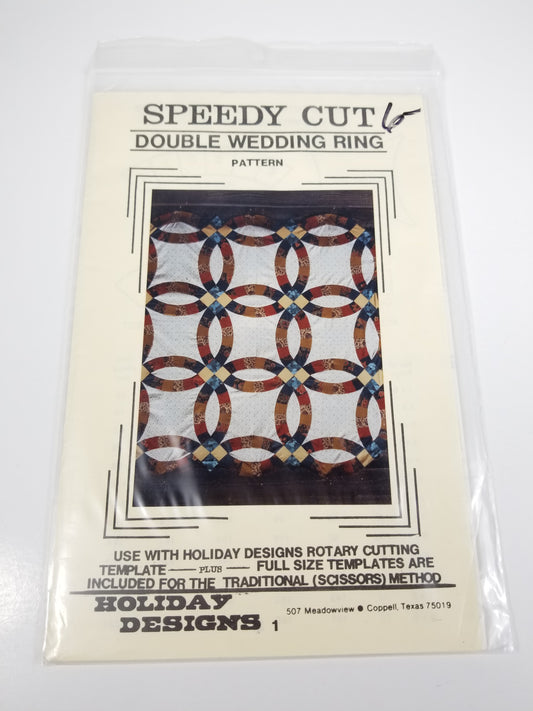 SPEEDY CUT
DOUBLE WEDDING RING
PATTERN
USE WITH HOLIDAY DESIGNS ROTARY CUTTING
TEMPLATE — PLUS — FULL SIZE TEMPLATES ARE
INCLUDED FOR THE TRADITIONAL (SCISSORS) METHOD
HOLIDAY
DESIGNS 1
507 Meadowview ● Coppell, Texas 75019